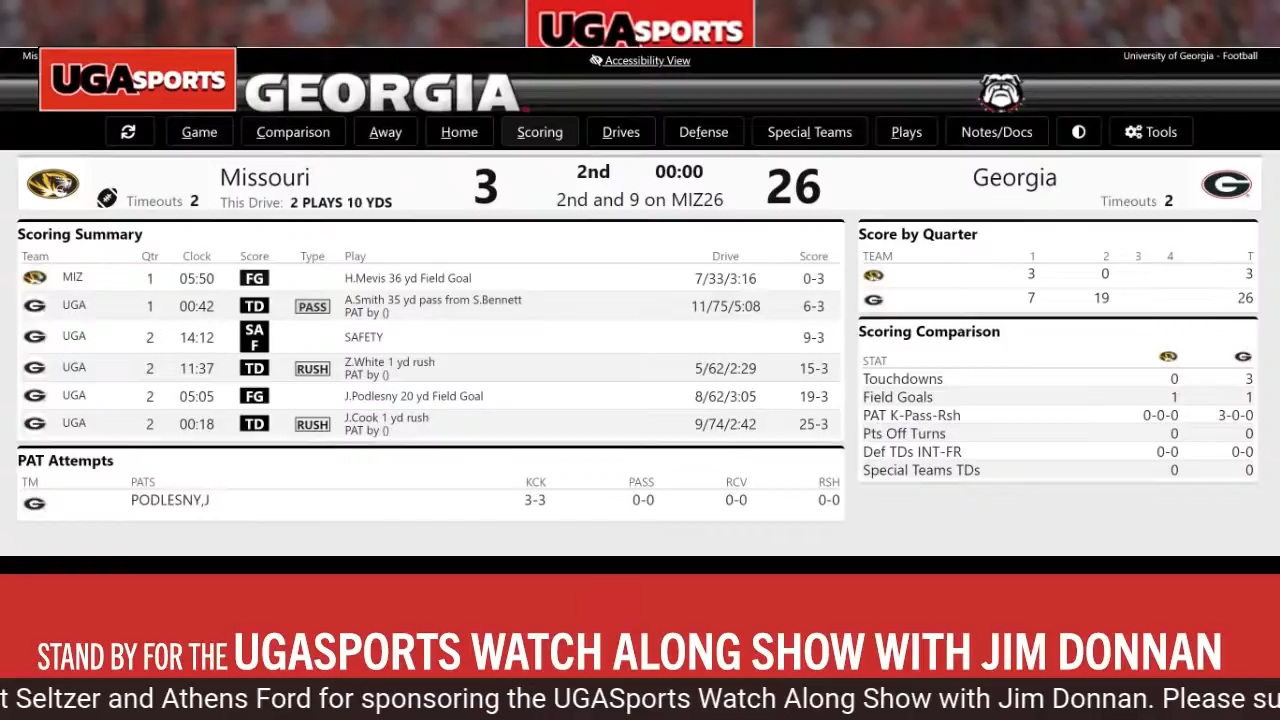 UGASPORTS
Mis
Accessibility View
University of Georgia - Football
UGASPORTS
GEORGIA
Game Comparison Away Home Scoring Drives Defense Special Teams Plays Notes/Docs Tools
Missouri 3 2nd 00:00 26 Georgia
Timeouts 2 This Drive: 2 PLAYS 10 YDS 2nd and 9 on MIZ26 Timeouts 2
Scoring Summary
Team Qtr Clock Score Type Play Drive Score
MIZ 1 05:50 FG H.Mevis 36 yd Field Goal 7/33/3:16 0-3
UGA 1 00:42 TD PASS A.Smith 35 yd pass from S.Bennett 11/75/5:08 6-3
PAT by ()
UGA 2 14:12 SA SAFETY 9-3
F
UGA 2 11:37 TD RUSH Z.White 1 yd rush 5/62/2:29 15-3
PAT by ()
UGA 2 05:05 FG J.Podlesny 20 yd Field Goal 8/62/3:05 19-3
UGA 2 00:18 TD RUSH J.Cook 1 yd rush 9/74/2:42 25-3
PAT by ()
PAT Attempts
TM PATS KCK PASS RCV RSH
G PODLESNY,J 3-3 0-0 0-0 0-0
Score by Quarter
TEAM 1 2 3 4 T
3 0 3
G 7 19 26
Scoring Comparison
STAT G
Touchdowns 0 3
Field Goals 1 1
PAT K-Pass-Rsh 0-0-0 3-0-0
Pts Off Turns 0 0
Def TDs INT-FR 0-0 0-0
Special Teams TDs 0 0
STAND BY FOR THE UGASPORTS WATCH ALONG SHOW WITH JIM DONNAN
t Seltzer and Athens Ford for sponsoring the UGASports Watch Along Show with Jim Donnan. Please su